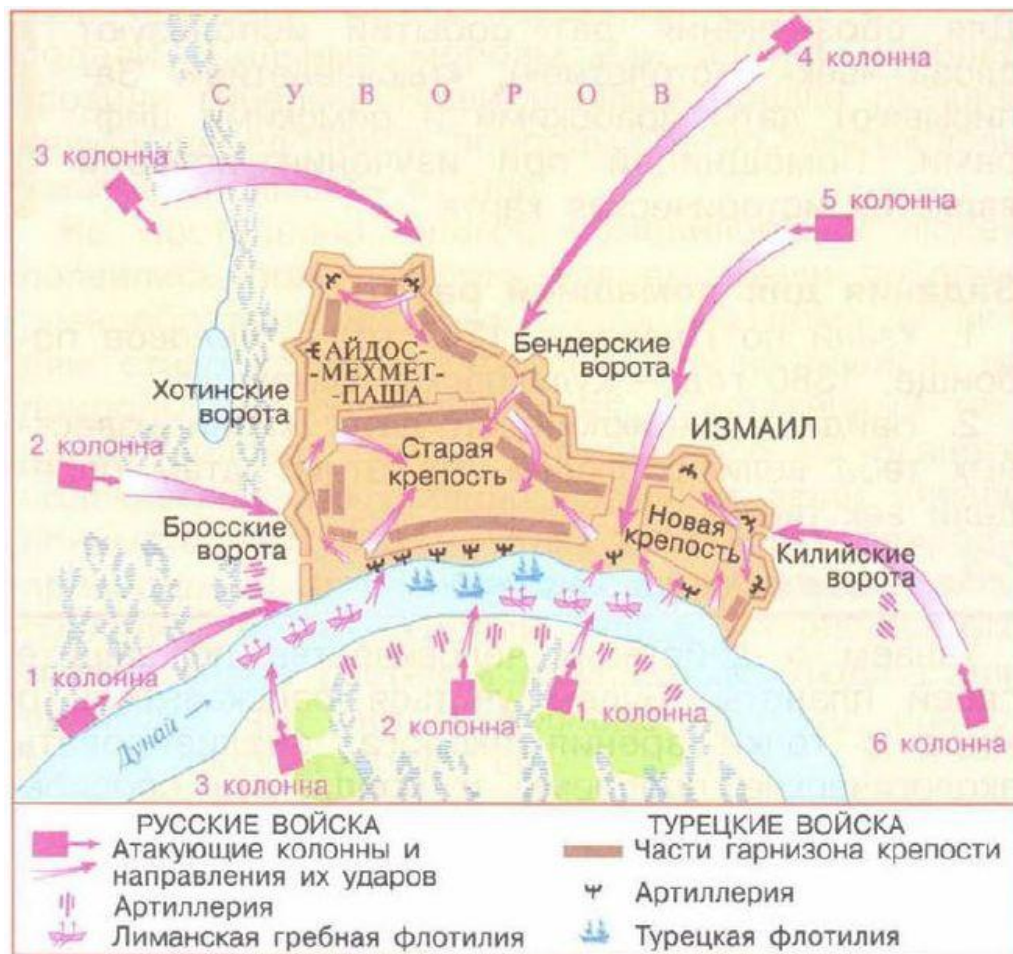 4 колонна
СУВОРОВ
3 колонна
5 колонна
Бендерские
ворота
АЙДОС-
-МЕХМЕТ-
-ПАША
Хотинские
ворота
ИЗМАИЛ
2 колонна
Старая
крепость
Новая
крепость
Бросские
ворота
Килийские
ворота
1 колонна
Дунай
2 колонна
1 колонна
6 колонна
3 колонна
РУССКИЕ ВОЙСКА
Атакующие колонны и
направления их ударов
Артиллерия
Лиманская гребная флотилия
ТУРЕЦКИЕ ВОЙСКА
Части гарнизона крепости
Артиллерия
Турецкая флотилия